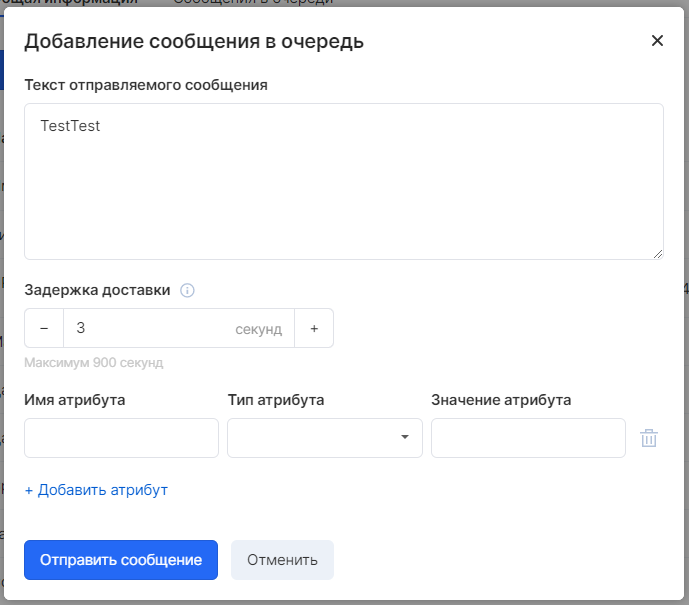 Добавление сообщения в очередь
Текст отправляемого сообщения
TestTest
Задержка доставки
− 3 секунд +
Максимум 900 секунд
Имя атрибута Тип атрибута Значение атрибута
+ Добавить атрибут
Отправить сообщение Отменить